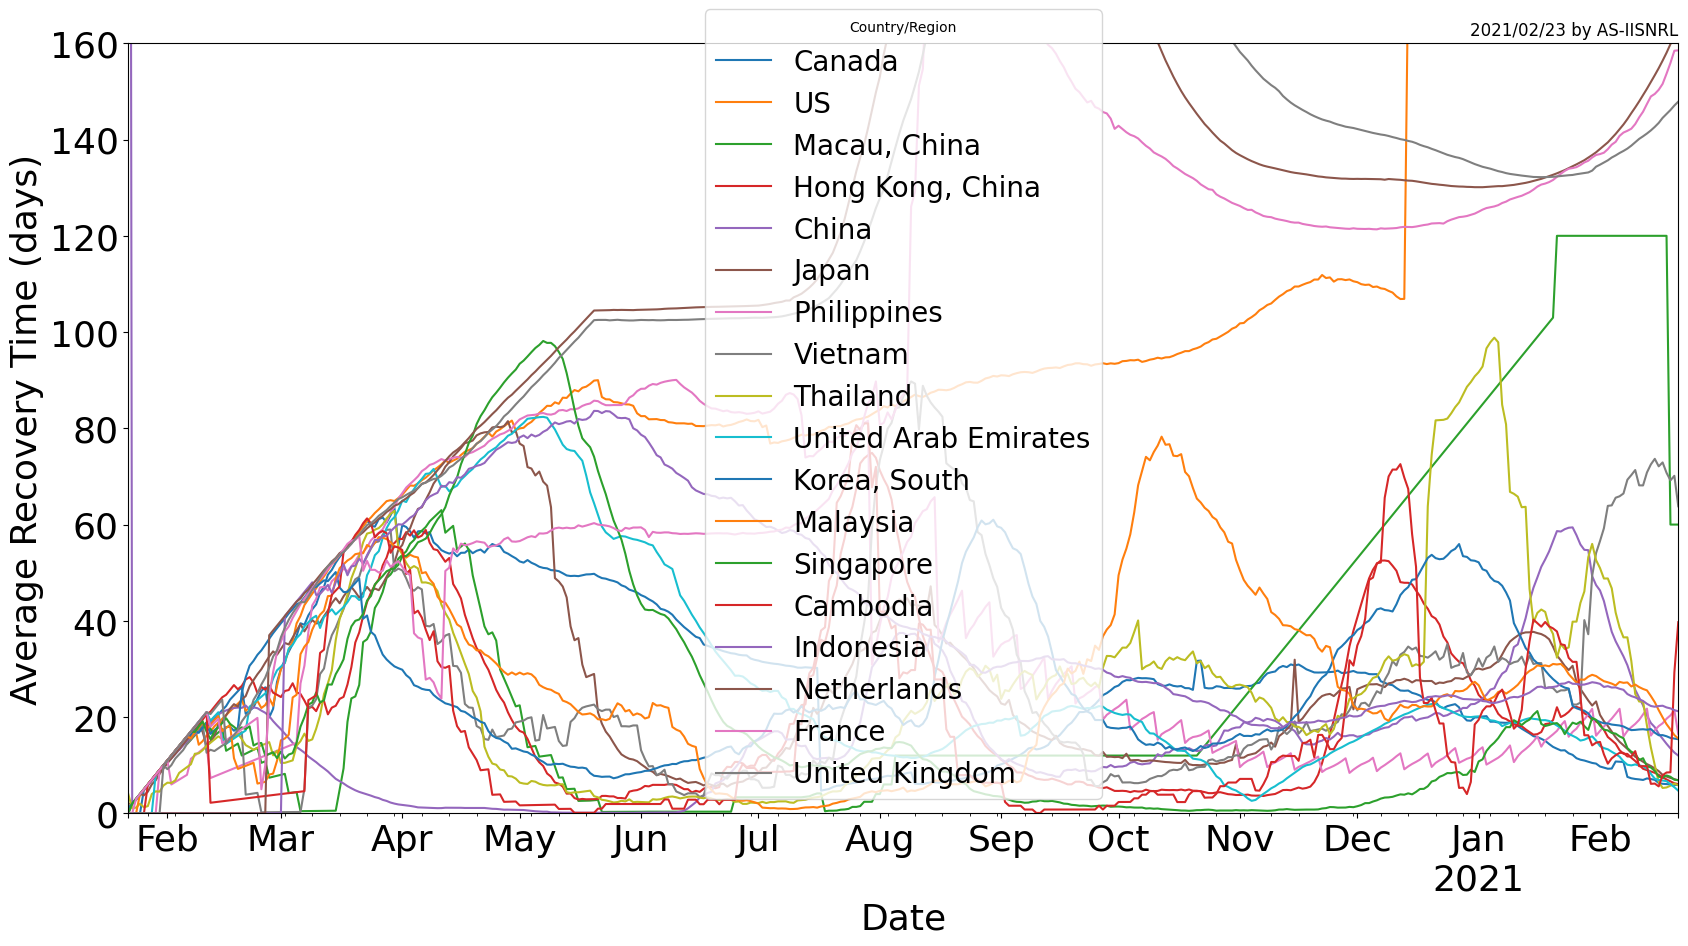 Country/Region
2021/02/23 by AS-IISNRL
Average Recovery Time (days)
160
140
120
100
80
60
40
20
0
Canada
US
Macau, China
Hong Kong, China
China
Japan
Philippines
Vietnam
Thailand
United Arab Emirates
Korea, South
Malaysia
Singapore
Cambodia
Indonesia
Netherlands
France
United Kingdom
Feb Mar Apr May Jun Jul Aug Sep Oct Nov Dec Jan Feb
2021
Date